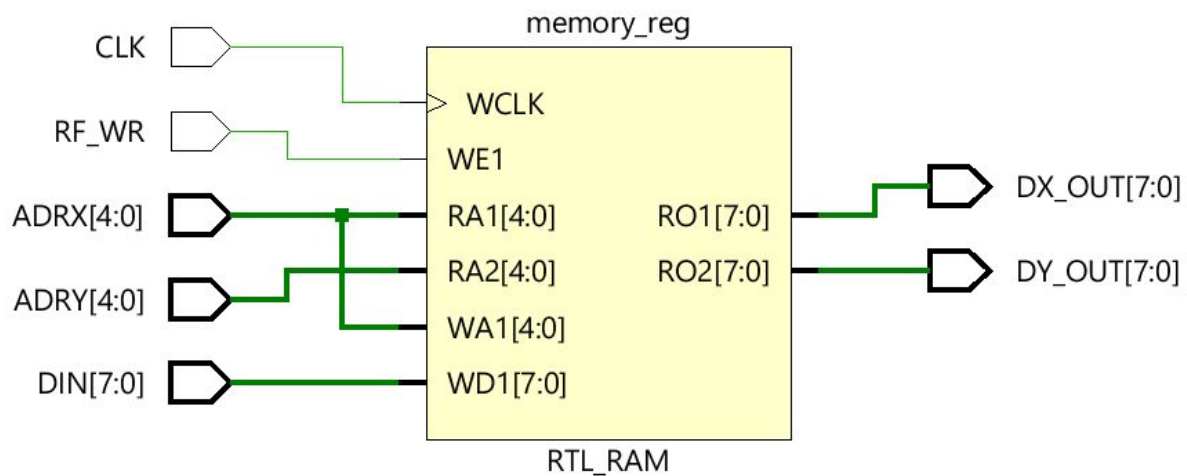 memory_reg
CLK
WCLK
RF_WR
WE1
ADRX[4:0]
RA1[4:0]
RO1[7:0]
DX_OUT[7:0]
ADRY[4:0]
RA2[4:0]
RO2[7:0]
DY_OUT[7:0]
WA1[4:0]
DIN[7:0]
WD1[7:0]
RTL_RAM